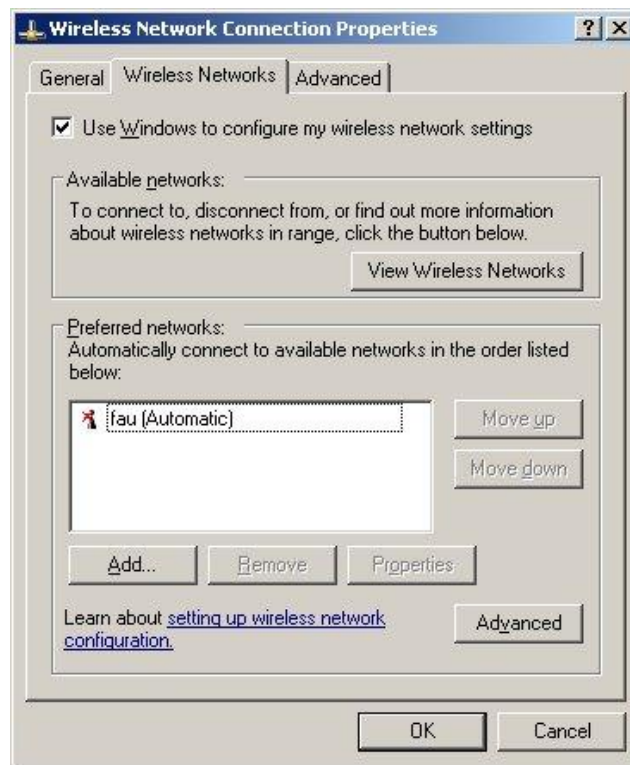 Wireless Network Connection Properties
General Wireless Networks Advanced
Use Windows to configure my wireless network settings
Available networks:
To connect to, disconnect from, or find out more information
about wireless networks in range, click the button below.
View Wireless Networks
Preferred networks:
Automatically connect to available networks in the order listed
below:
fau (Automatic)
Move up
Move down
Add... Remove Properties
Learn about setting up wireless network
configuration.
Advanced
OK Cancel